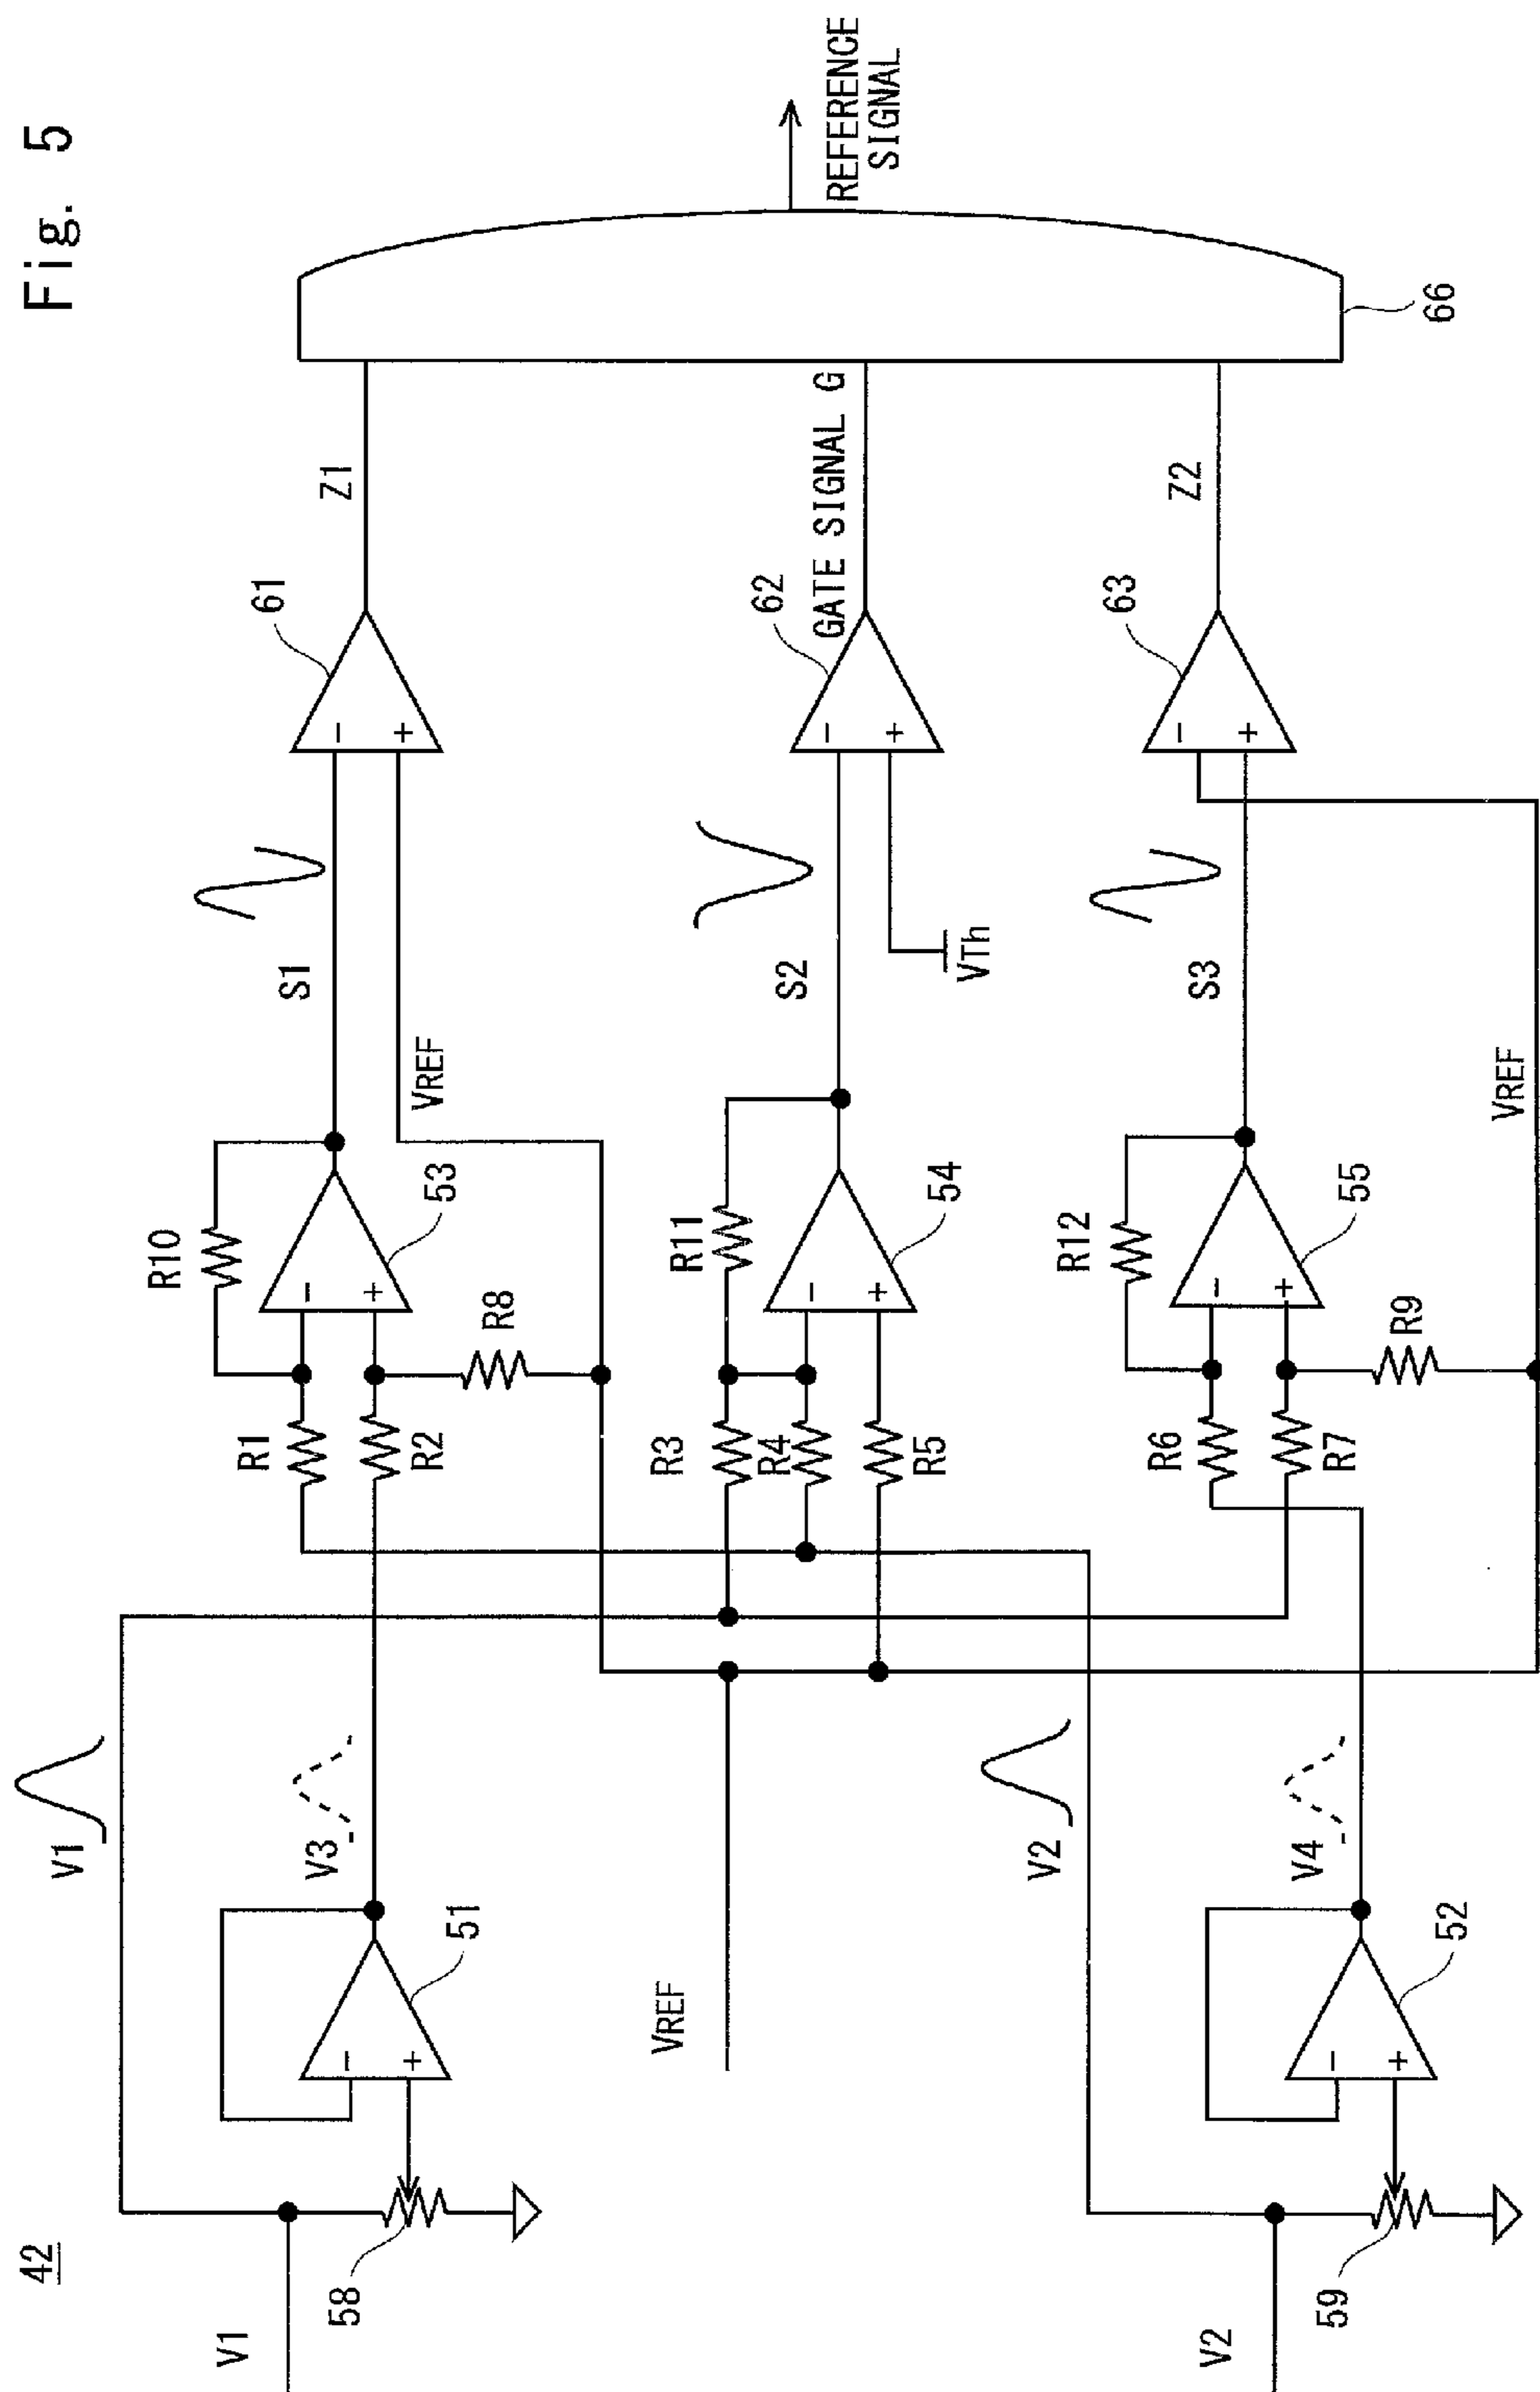 Fig. 5
42
V1
58
V1
V3
51
VREF
V2
59
V2
V4
52
R1
R2
R10
53
R8
VREF
S1
61
Z1
R3
R4
R5
R11
54
S2
VTh
62
GATE SIGNAL G
R6
R7
R12
55
R9
VREF
S3
63
Z2
66
REFERENCE
SIGNAL
-
+
-
+
-
+
-
+
-
+
-
+
-
+
-
+